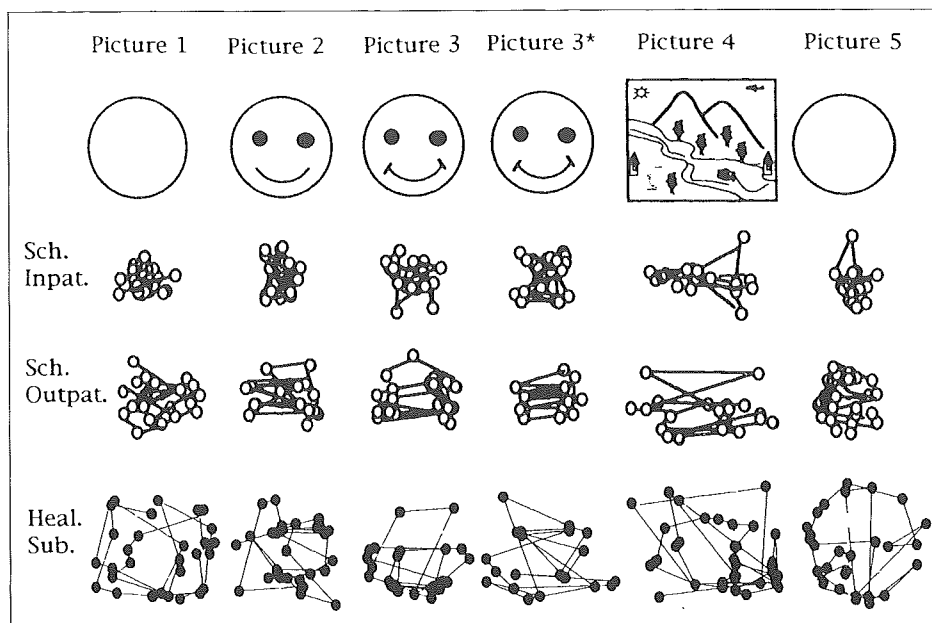 Picture 1 Picture 2 Picture 3 Picture 3* Picture 4 Picture 5
Sch.
Inpat.
Sch.
Outpat.
Heal.
Sub.